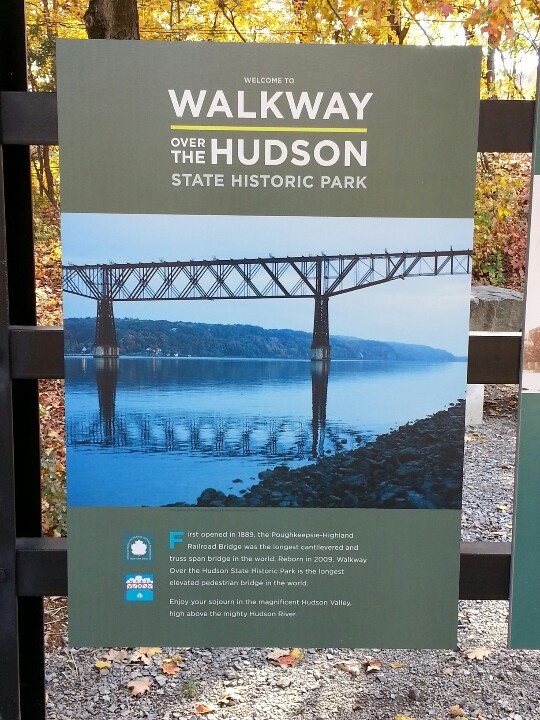 WELCOME TO
WALKWAY
OVER THE HUDSON
STATE HISTORIC PARK
First opened in 1889, the Poughkeepsie-Highland
Railroad Bridge was the longest cantilevered and
truss span bridge in the world. Reborn in 2009, Walkway
Over the Hudson State Historic Park is the longest
elevated pedestrian bridge in the world.
Enjoy your sojourn in the magnificent Hudson Valley,
high above the mighty Hudson River.